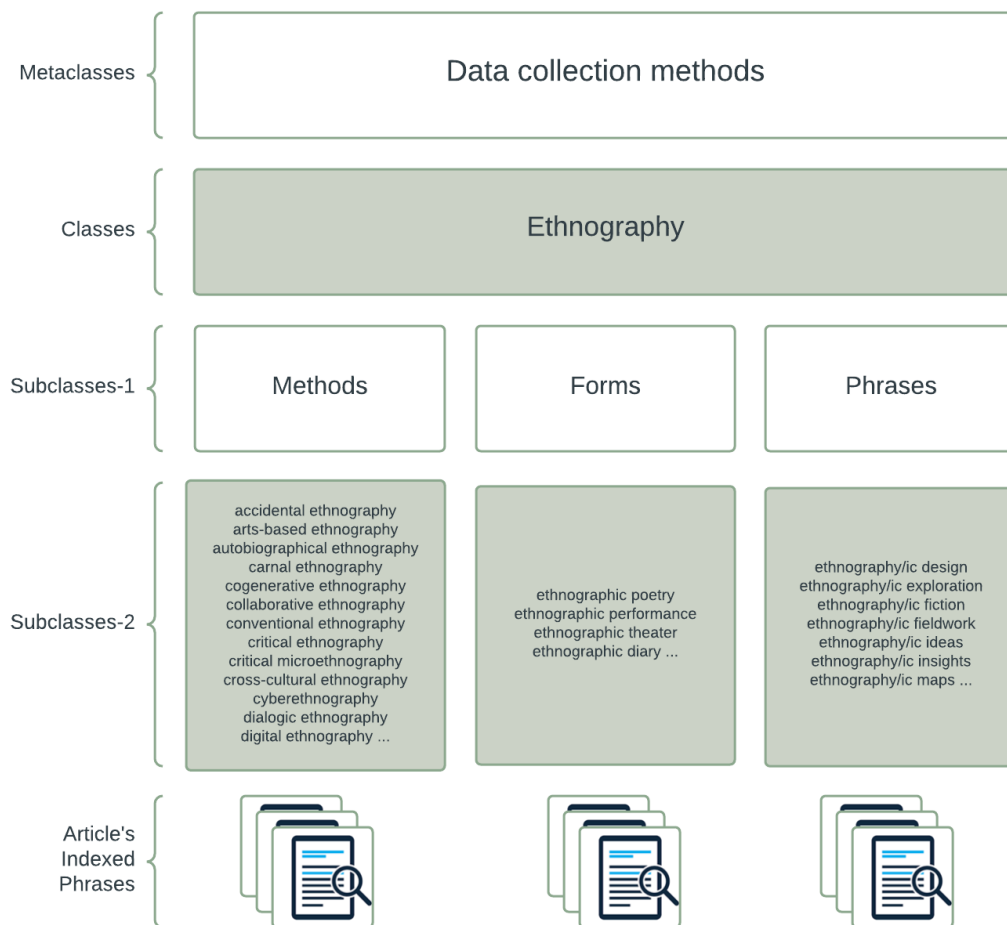 Metaclasses
Data collection methods
Classes
Ethnography
Subclasses-1
Methods
Forms
Phrases
Subclasses-2
accidental ethnography
arts-based ethnography
autobiographical ethnography
carnal ethnography
cogenerative ethnography
collaborative ethnography
conventional ethnography
critical ethnography
critical microethnography
cross-cultural ethnography
cyberethnography
dialogic ethnography
digital ethnography ...
ethnographic poetry
ethnographic performance
ethnographic theater
ethnographic diary ...
ethnography/ic design
ethnography/ic exploration
ethnography/ic fiction
ethnography/ic fieldwork
ethnography/ic ideas
ethnography/ic insights
ethnography/ic maps ...
Article's
Indexed
Phrases